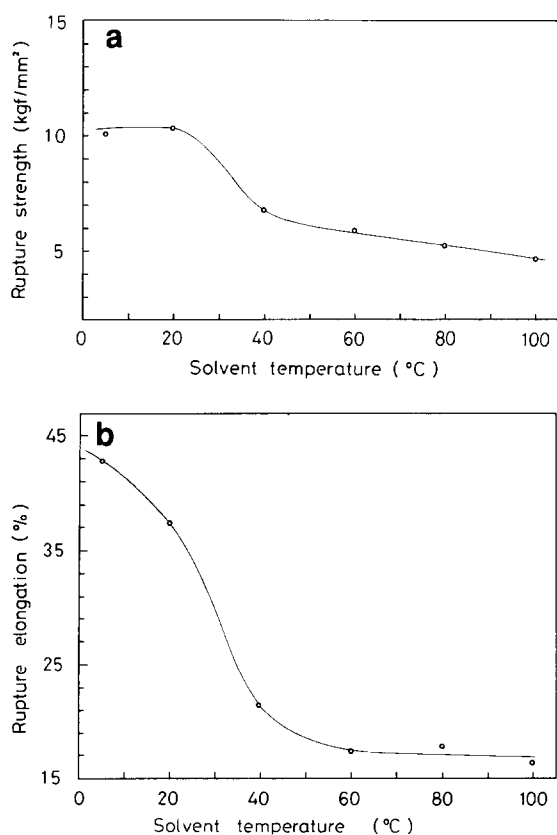 a
15
10
5
Rupture strength (kgf/mm²)
0 20 40 60 80 100
Solvent temperature (°C)
b
45
35
25
15
Rupture elongation (%)
0 20 40 60 80 100
Solvent temperature (°C)